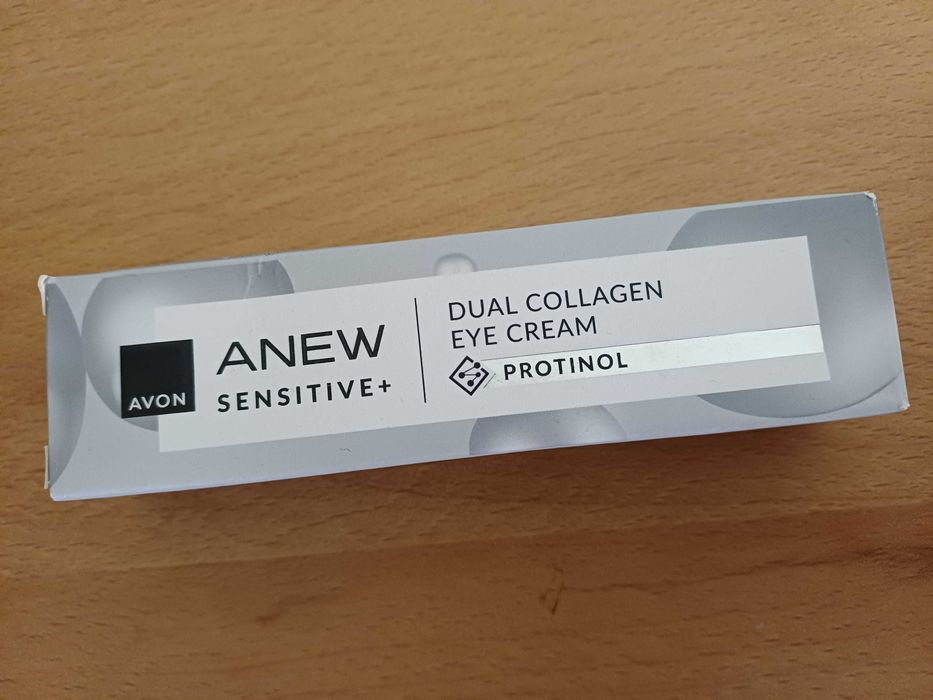 AVON
ANEW
SENSITIVE+
DUAL COLLAGEN
EYE CREAM
PROTINOL